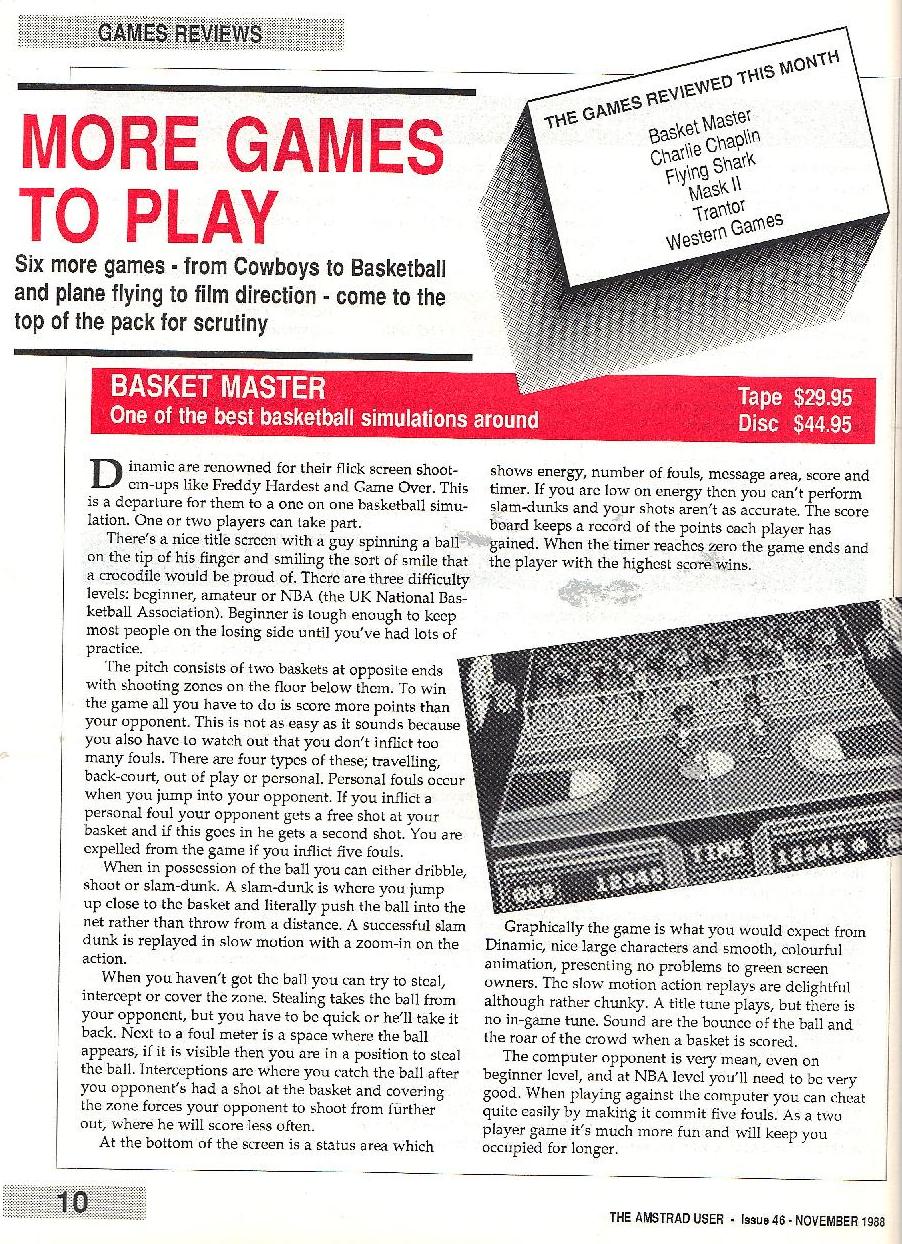 GAMES REVIEWS
MORE GAMES
TO PLAY
Six more games - from Cowboys to Basketball
and plane flying to film direction - come to the
top of the pack for scrutiny
THE GAMES REVIEWED THIS MONTH
Basket Master
Charlie Chaplin
Flying Shark
Mask II
Trantor
Western Games
BASKET MASTER
One of the best basketball simulations around
Tape $29.95
Disc $44.95
Dinamic are renowned for their flick screen shoot-
em-ups like Freddy Hardest and Game Over. This
is a departure for them to a one on one basketball simu-
lation. One or two players can take part.
There's a nice title screen with a guy spinning a ball
on the tip of his finger and smiling the sort of smile that
a crocodile would be proud of. There are three difficulty
levels: beginner, amateur or NBA (the UK National Bas-
ketball Association). Beginner is tough enough to keep
most people on the losing side until you've had lots of
practice.
The pitch consists of two baskets at opposite ends
with shooting zones on the floor below them. To win
the game all you have to do is score more points than
your opponent. This is not as easy as it sounds because
you also have to watch out that you don't inflict too
many fouls. There are four types of these; travelling,
back-court, out of play or personal. Personal fouls occur
when you jump into your opponent. If you inflict a
personal foul your opponent gets a free shot at your
basket and if this goes in he gets a second shot. You are
expelled from the game if you inflict five fouls.
When in possession of the ball you can either dribble,
shoot or slam-dunk. A slam-dunk is where you jump
up close to the basket and literally push the ball into the
net rather than throw from a distance. A successful slam
dunk is replayed in slow motion with a zoom-in on the
action.
When you haven't got the ball you can try to steal,
intercept or cover the zone. Stealing takes the ball from
your opponent, but you have to be quick or he'll take it
back. Next to a foul meter is a space where the ball
appears, if it is visible then you are in a position to steal
the ball. Interceptions are where you catch the ball after
you opponent's had a shot at the basket and covering
the zone forces your opponent to shoot from further
out, where he will score less often.
At the bottom of the screen is a status area which
shows energy, number of fouls, message area, score and
timer. If you are low on energy then you can't perform
slam-dunks and your shots aren't as accurate. The score
board keeps a record of the points each player has
gained. When the timer reaches zero the game ends and
the player with the highest score wins.
TIME
12345
Graphically the game is what you would expect from
Dinamic, nice large characters and smooth, colourful
animation, presenting no problems to green screen
owners. The slow motion action replays are delightful
although rather chunky. A title tune plays, but there is
no in-game tune. Sound are the bounce of the ball and
the roar of the crowd when a basket is scored.
The computer opponent is very mean, even on
beginner level, and at NBA level you'll need to be very
good. When playing against the computer you can cheat
quite easily by making it commit five fouls. As a two
player game it's much more fun and will keep you
occupied for longer.
10
THE AMSTRAD USER - Issue 46 - NOVEMBER 1988